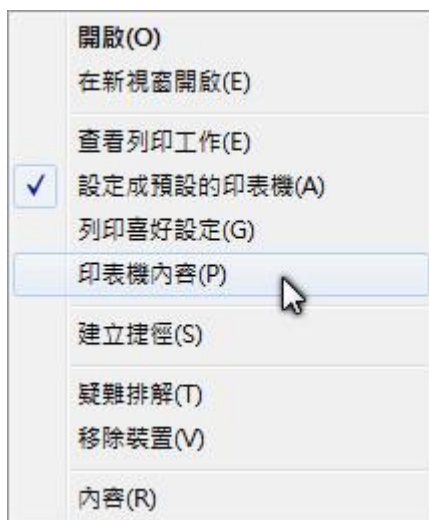 開啟(O)
在新視窗開啟(E)
查看列印工作(E)
設定成預設的印表機(A)
列印喜好設定(G)
印表機內容(P)
建立捷徑(S)
疑難排解(T)
移除裝置(V)
內容(R)